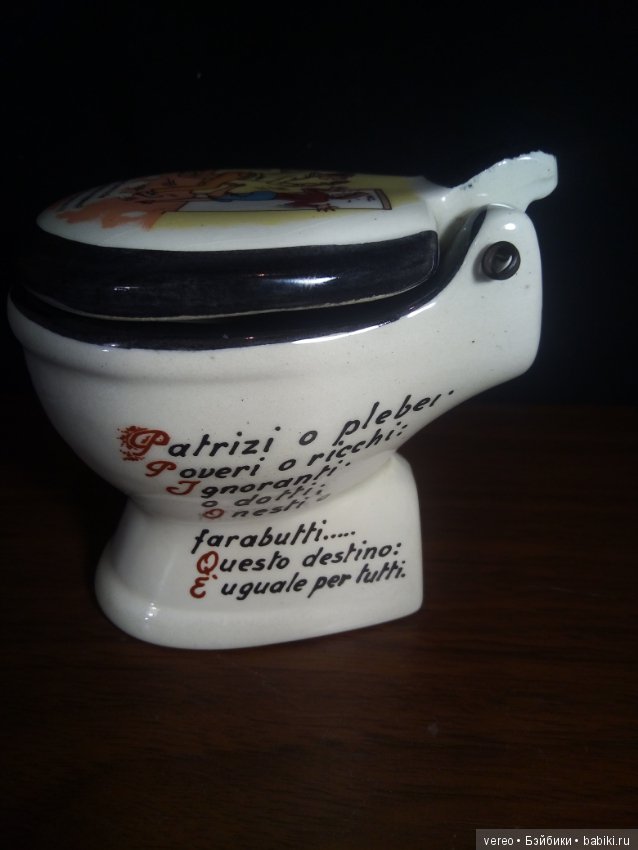 Patrizi o plebei.
Poveri o ricchi:
Ignoranti.
o dotti;
Onesti o
farabutti.....
Questo destino:
È uguale per tutti.
vereo • Бэйбики • babiki.ru